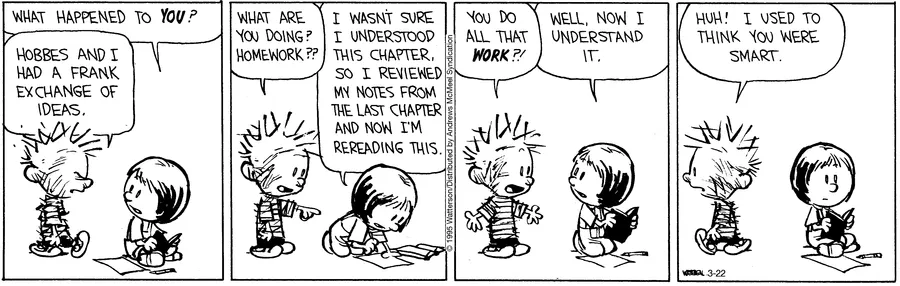 WHAT HAPPENED TO YOU?
HOBBES AND I
HAD A FRANK
EXCHANGE OF
IDEAS.
WHAT ARE
YOU DOING?
HOMEWORK??
I WASN'T SURE
I UNDERSTOOD
THIS CHAPTER,
SO I REVIEWED
MY NOTES FROM
THE LAST CHAPTER
AND NOW I'M
REREADING THIS.
© 1995 Watterson/Distributed by Andrews McMeel Syndication
YOU DO
ALL THAT
WORK?!
WELL, NOW I
UNDERSTAND
IT.
HUH! I USED TO
THINK YOU WERE
SMART.
3-22